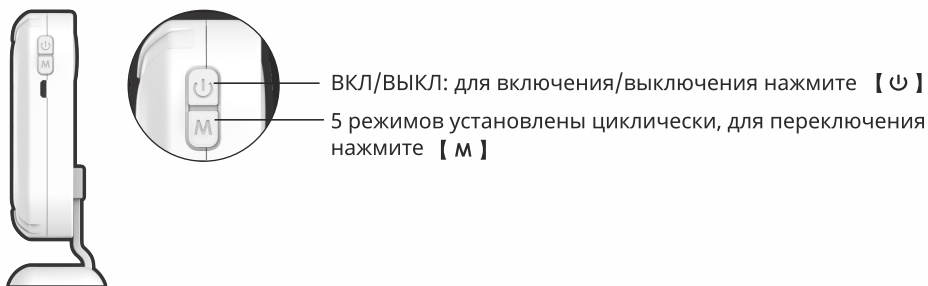 M
M
ВКЛ/ВЫКЛ: для включения/выключения нажмите 【⏻】
5 режимов установлены циклически, для переключения
нажмите 【 M 】